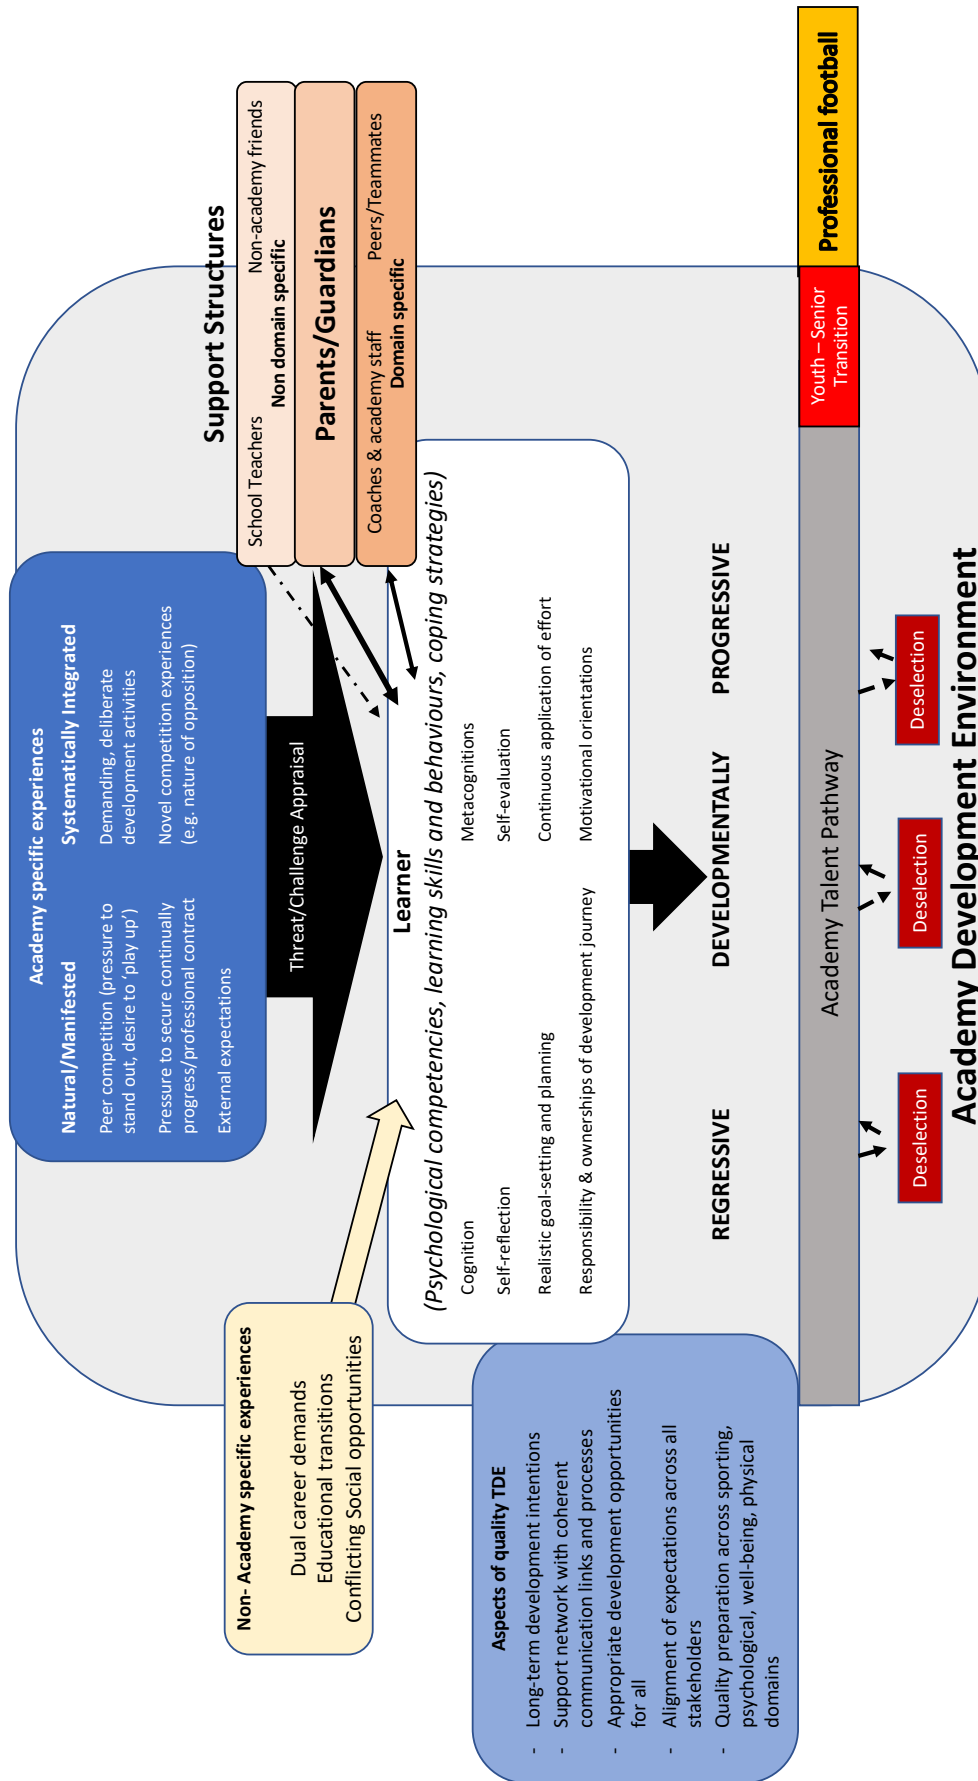 Academy specific experiences
Natural/Manifested
Peer competition (pressure to
stand out, desire to ‘play up’)
Pressure to secure continually
progress/professional contract
External expectations
Systematically Integrated
Demanding, deliberate
development activities
Novel competition experiences
(e.g. nature of opposition)
Support Structures
School Teachers
Non-academy friends
Non domain specific
Parents/Guardians
Coaches & academy staff
Peers/Teammates
Domain specific
Non- Academy specific experiences
Dual career demands
Educational transitions
Conflicting Social opportunities
Threat/Challenge Appraisal
Learner
(Psychological competencies, learning skills and behaviours, coping strategies)
Cognition
Metacognitions
Self-reflection
Self-evaluation
Realistic goal-setting and planning
Continuous application of effort
Responsibility & ownerships of development journey
Motivational orientations
Aspects of quality TDE
- Long-term development intentions
- Support network with coherent
communication links and processes
- Appropriate development opportunities
for all
- Alignment of expectations across all
stakeholders
- Quality preparation across sporting,
psychological, well-being, physical
domains
REGRESSIVE
DEVELOPMENTALLY
PROGRESSIVE
Academy Talent Pathway
Youth – Senior
Transition
Professional football
Deselection
Deselection
Deselection
Academy Development Environment